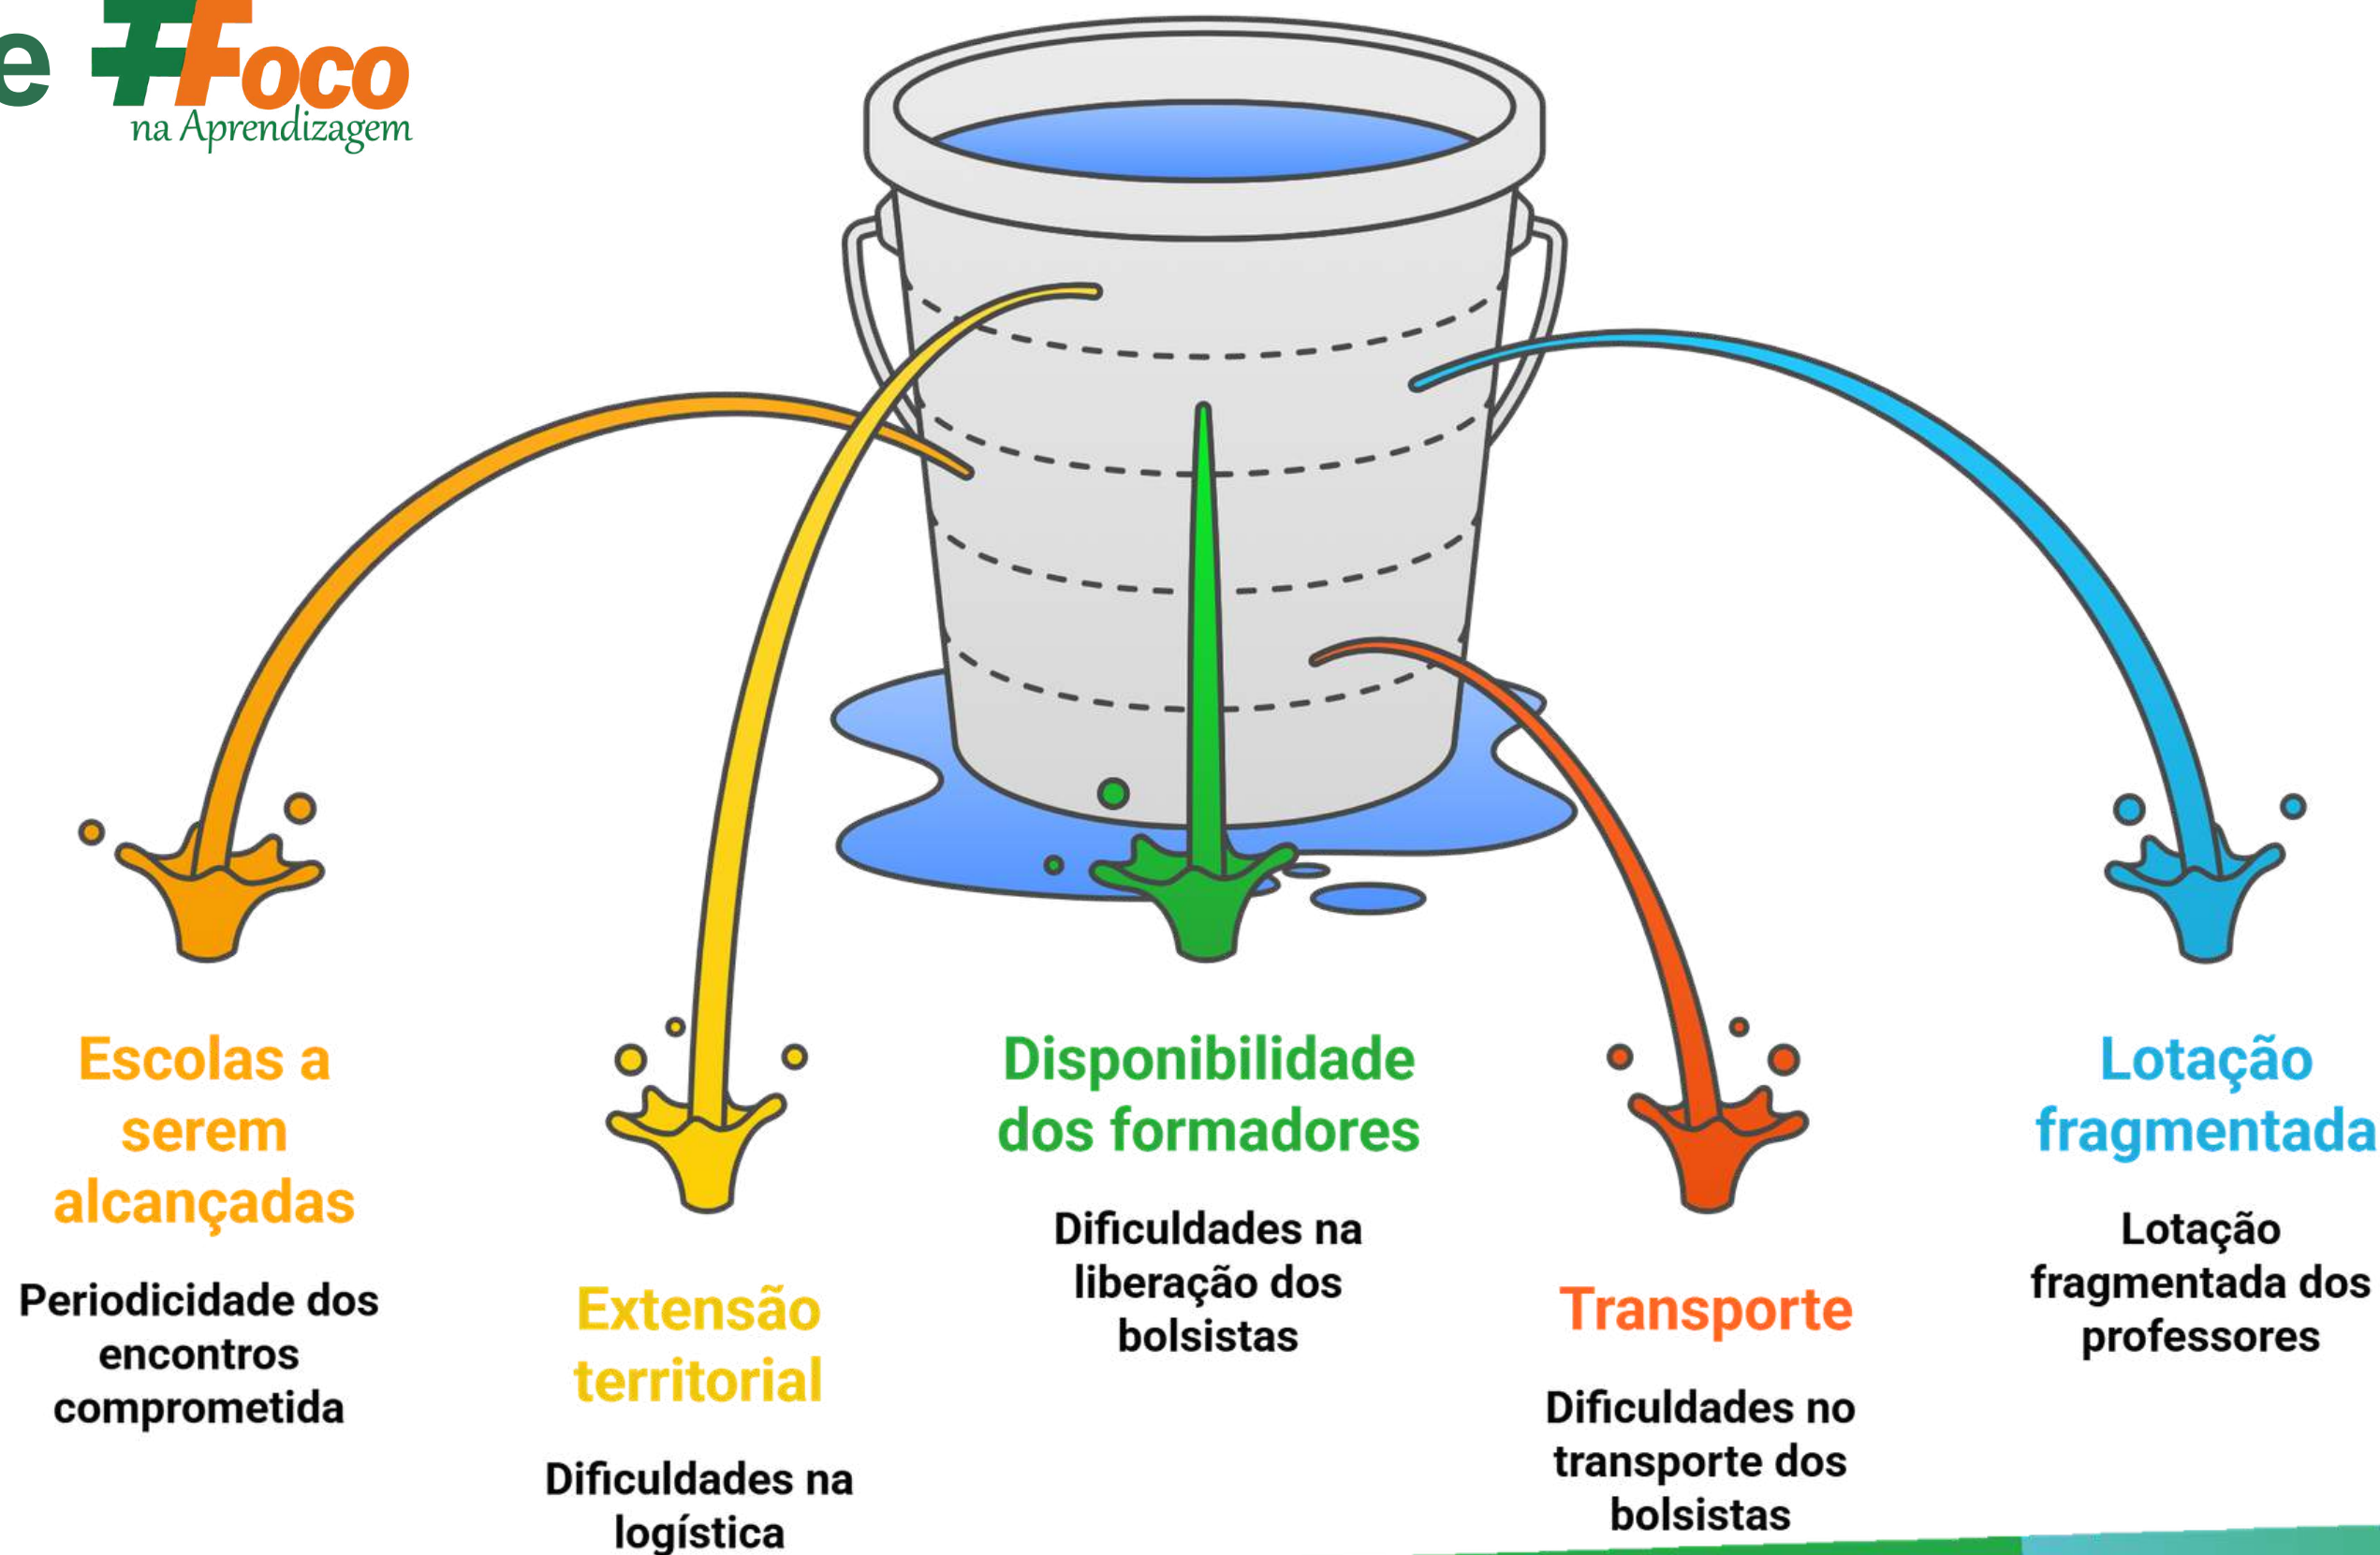 e #Foco
na Aprendizagem
Escolas a
serem
alcançadas
Periodicidade dos
encontros
comprometida
Extensão
territorial
Dificuldades na
logística
Disponibilidade
dos formadores
Dificuldades na
liberação dos
bolsistas
Transporte
Dificuldades no
transporte dos
bolsistas
Lotação
fragmentada
Lotação
fragmentada dos
professores